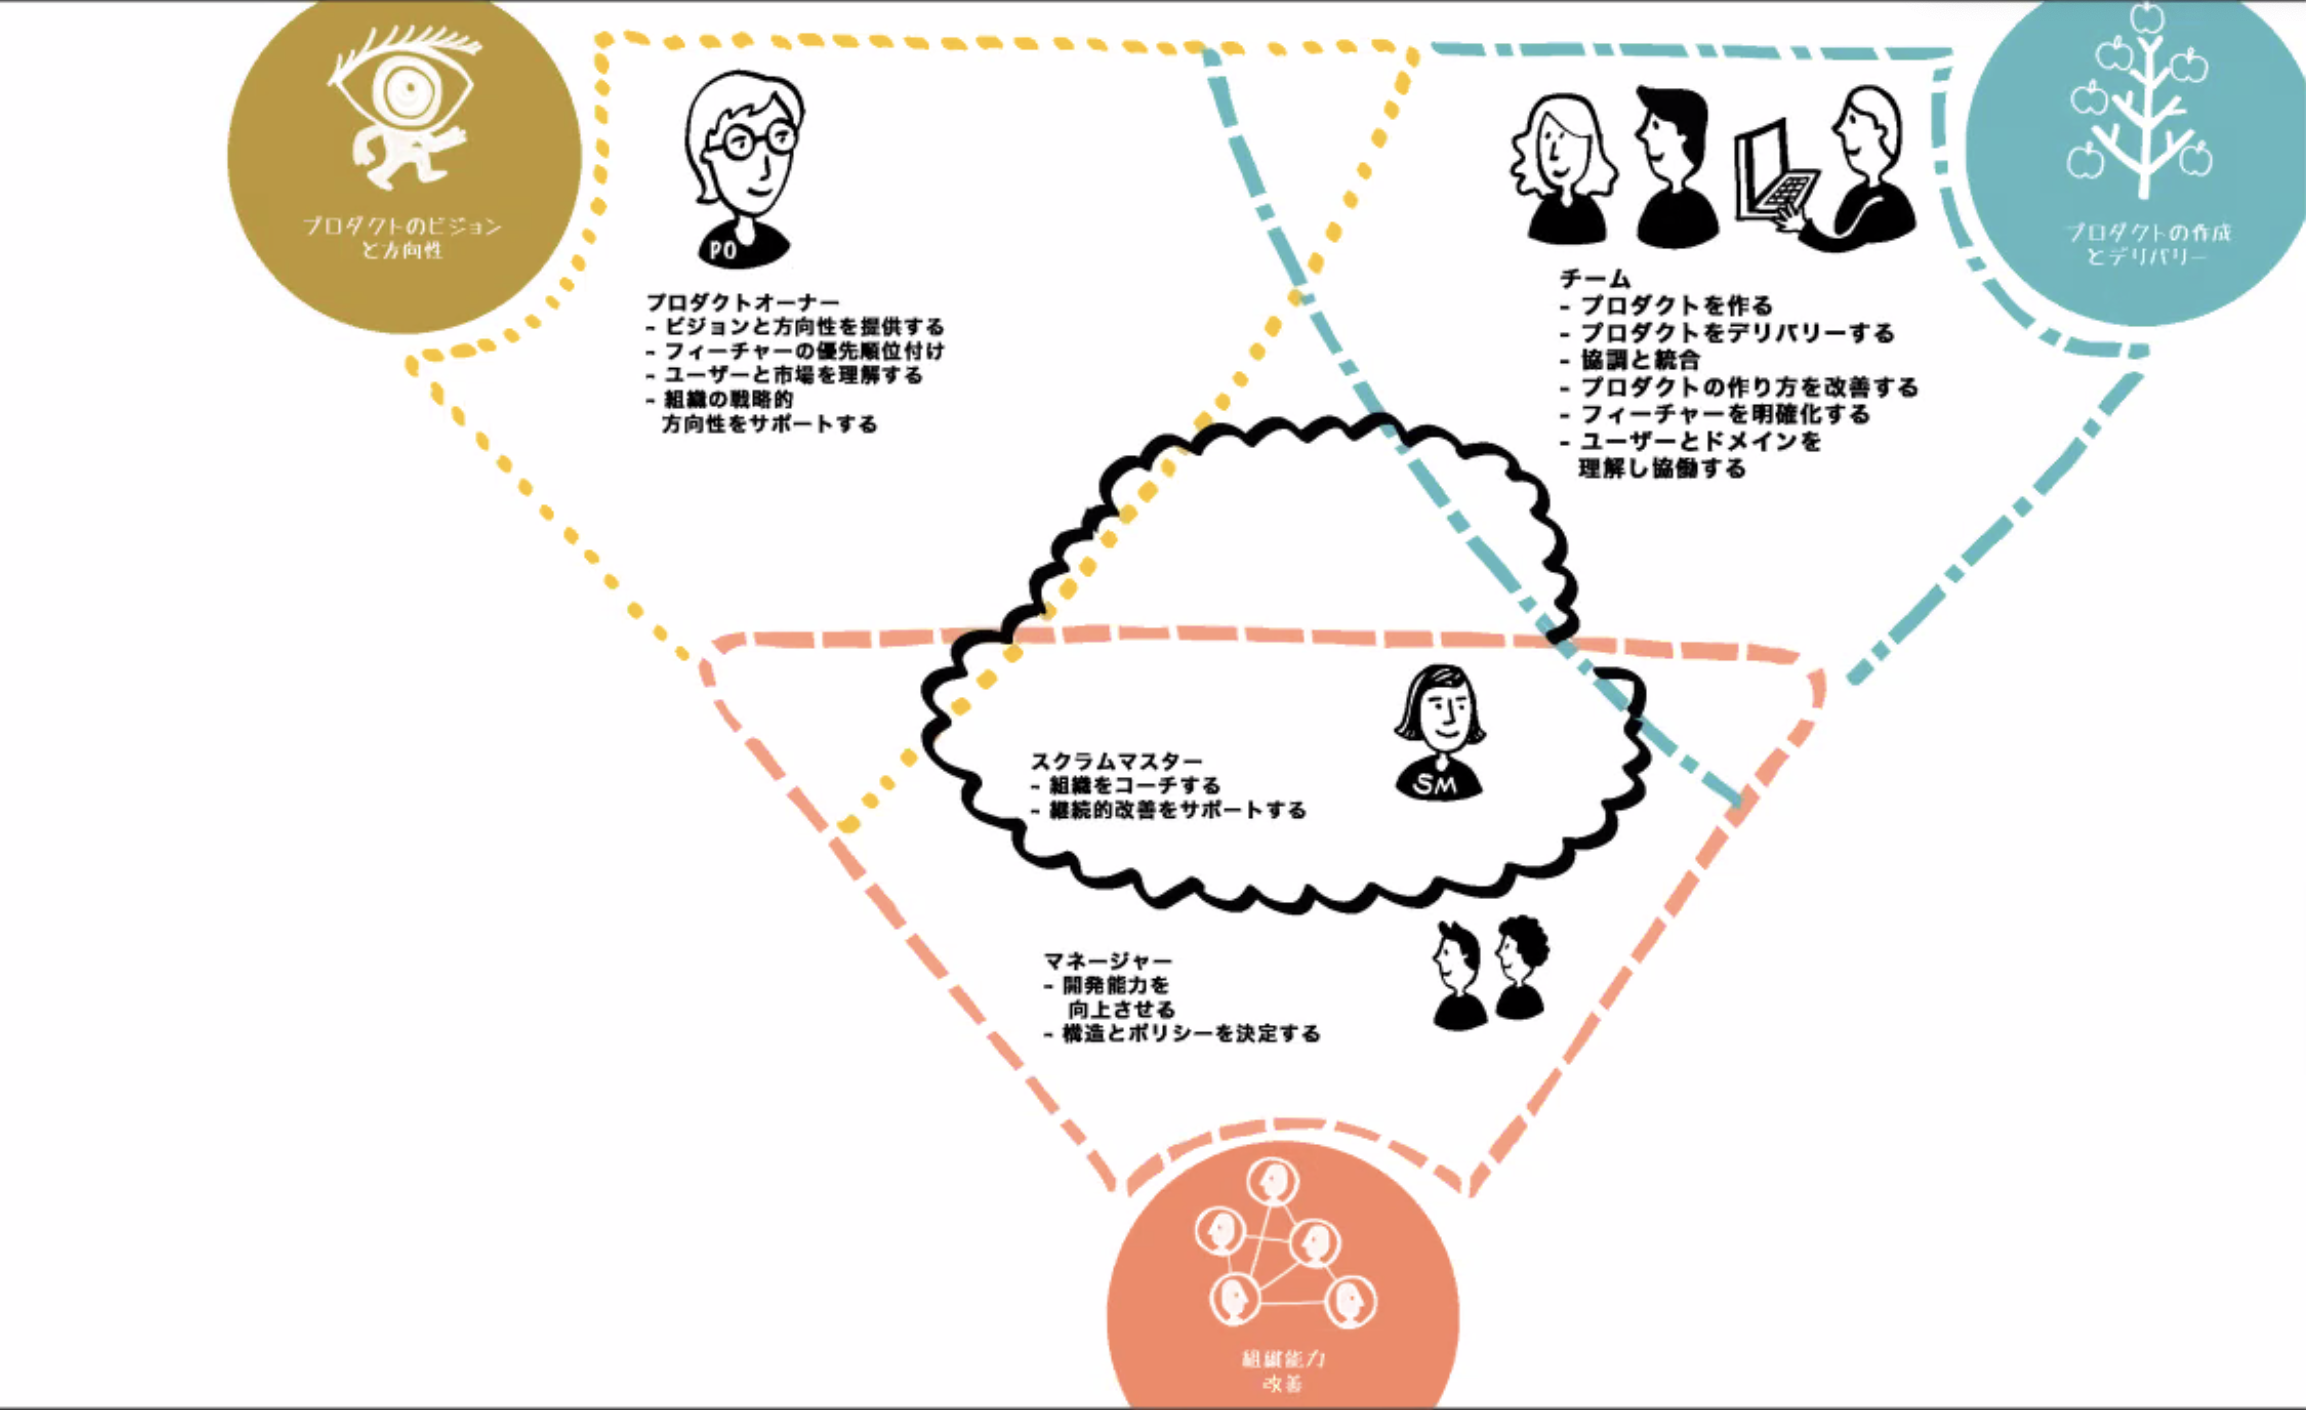 プロダクトのビジョン
と方向性
PO
プロダクトオーナー
- ビジョンと方向性を提供する
- フィーチャーの優先順位付け
- ユーザーと市場を理解する
- 組織の戦略的
方向性をサポートする
チーム
- プロダクトを作る
- プロダクトをデリバリーする
- 協調と統合
- プロダクトの作り方を改善する
- フィーチャーを明確化する
- ユーザーとドメインを
理解し協働する
プロダクトの作成
とデリバリー
スクラムマスター
- 組織をコーチする
- 継続的改善をサポートする
SM
マネージャー
- 開発能力を
向上させる
- 構造とポリシーを決定する
組織能力
改善